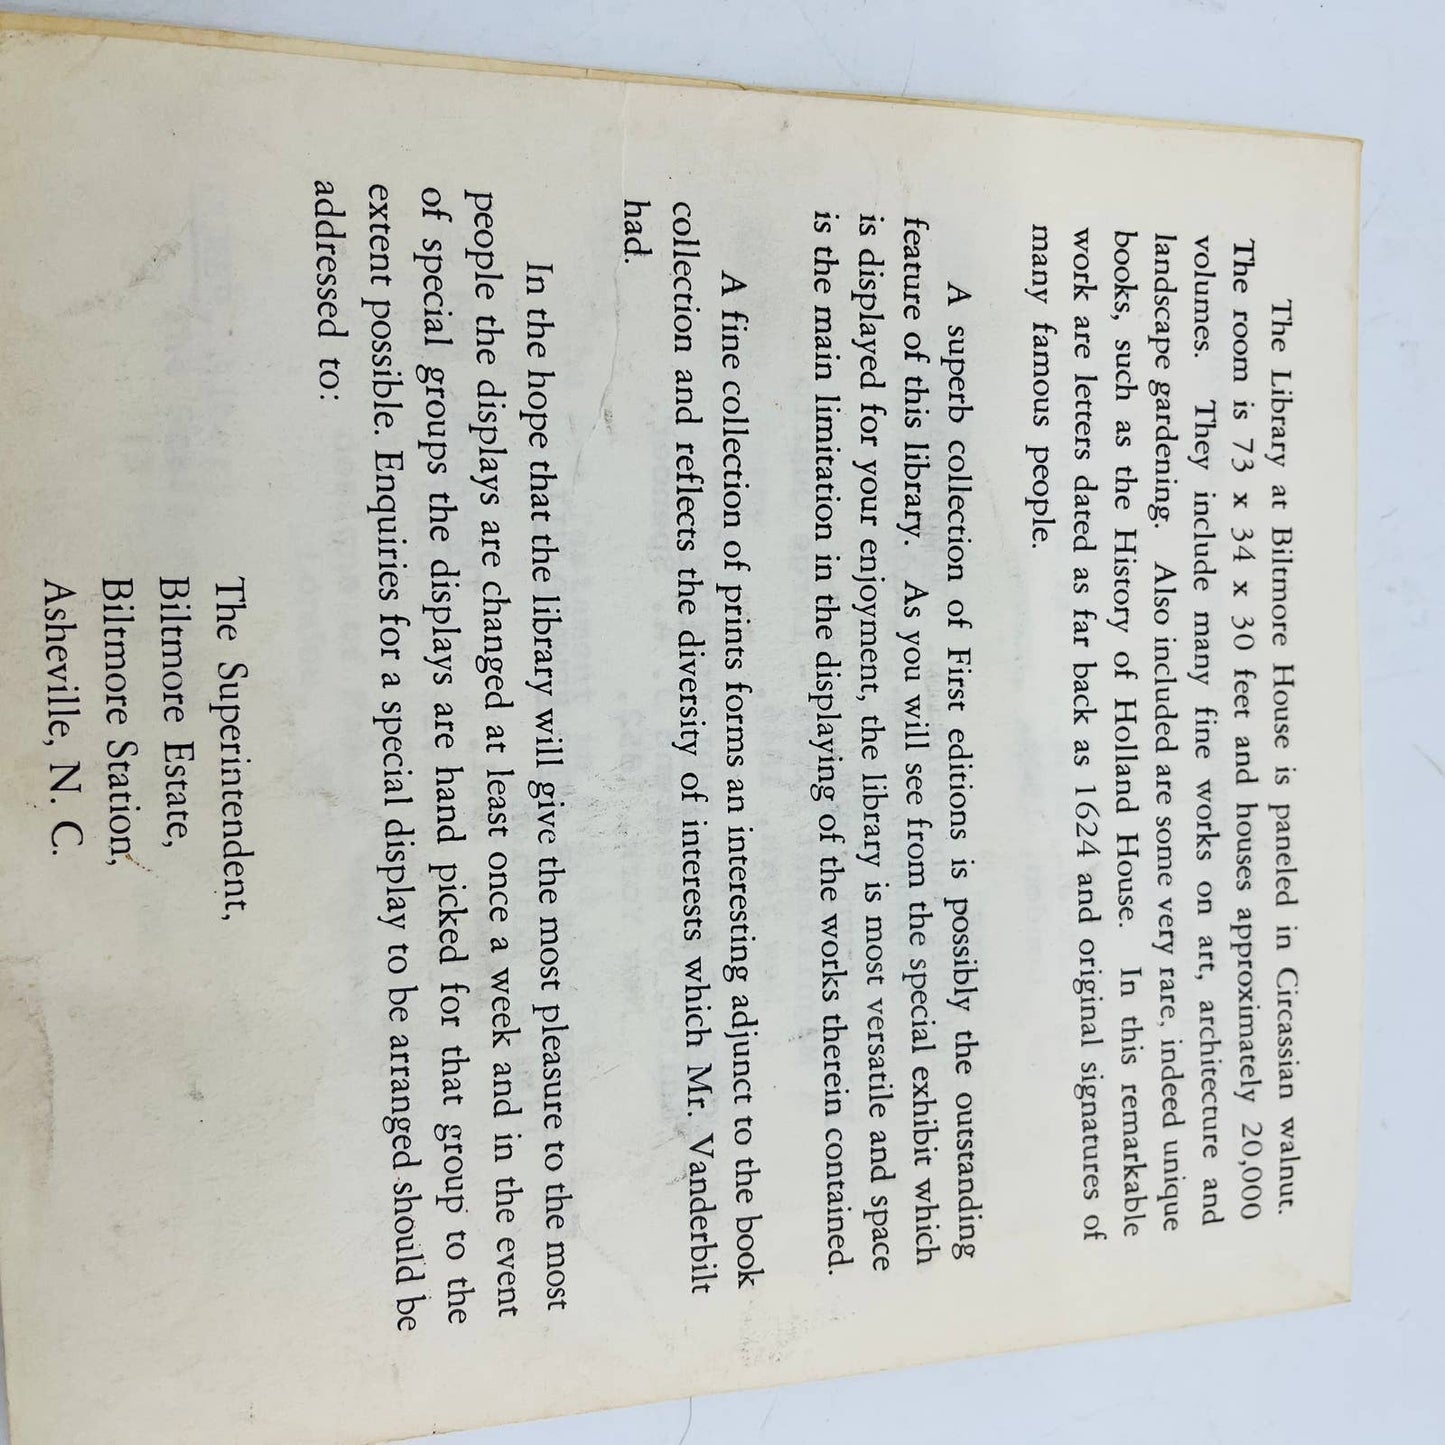 The Library at Biltmore House is paneled in Circassian walnut.
The room is 73 x 34 x 30 feet and houses approximately 20,000
volumes. They include many fine works on art, architecture and
landscape gardening. Also included are some very rare, indeed unique
books, such as the History of Holland House. In this remarkable
work are letters dated as far back as 1624 and original signatures of
many famous people.
A superb collection of First editions is possibly the outstanding
feature of this library. As you will see from the special exhibit which
is displayed for your enjoyment, the library is most versatile and space
is the main limitation in the displaying of the works therein contained.
A fine collection of prints forms an interesting adjunct to the book
collection and reflects the diversity of interests which Mr. Vanderbilt
had.
In the hope that the library will give the most pleasure to the most
people the displays are changed at least once a week and in the event
of special groups the displays are hand picked for that group to the
extent possible. Enquiries for a special display to be arranged should be
addressed to:
The Superintendent,
Biltmore Estate,
Biltmore Station,
Asheville, N. C.